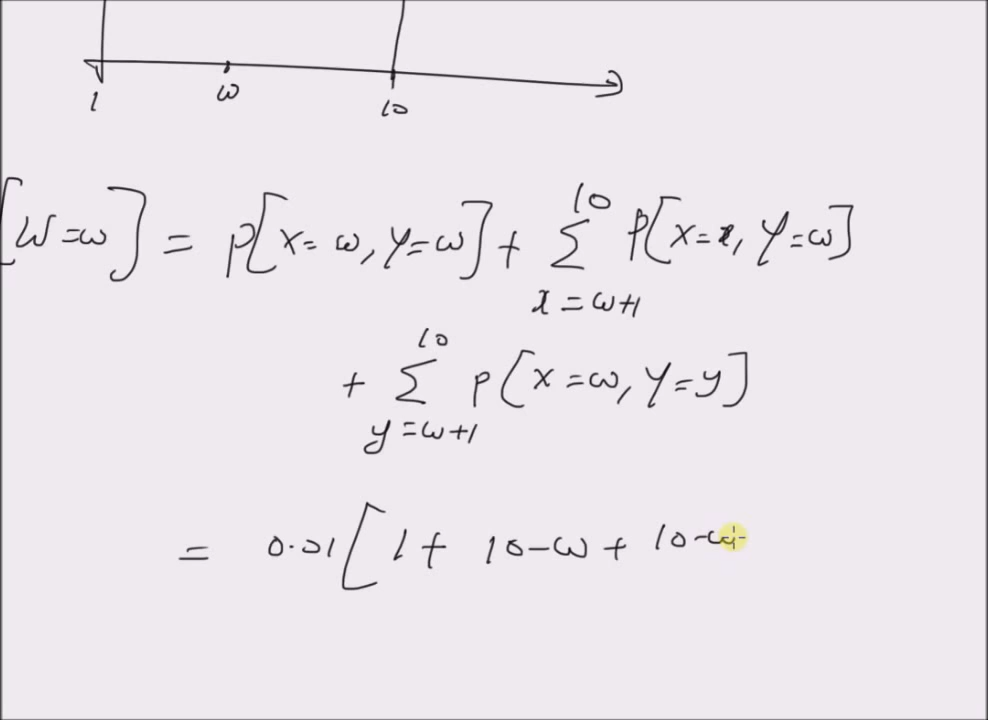 1 ω 10
[W=ω] = P[X=ω, Y=ω] + 10 Σ x=ω+1 P[X=x, Y=ω]
+ 10 Σ y=ω+1 P[X=ω, Y=y]
= 0.01[1+ 10-ω + 10-ω